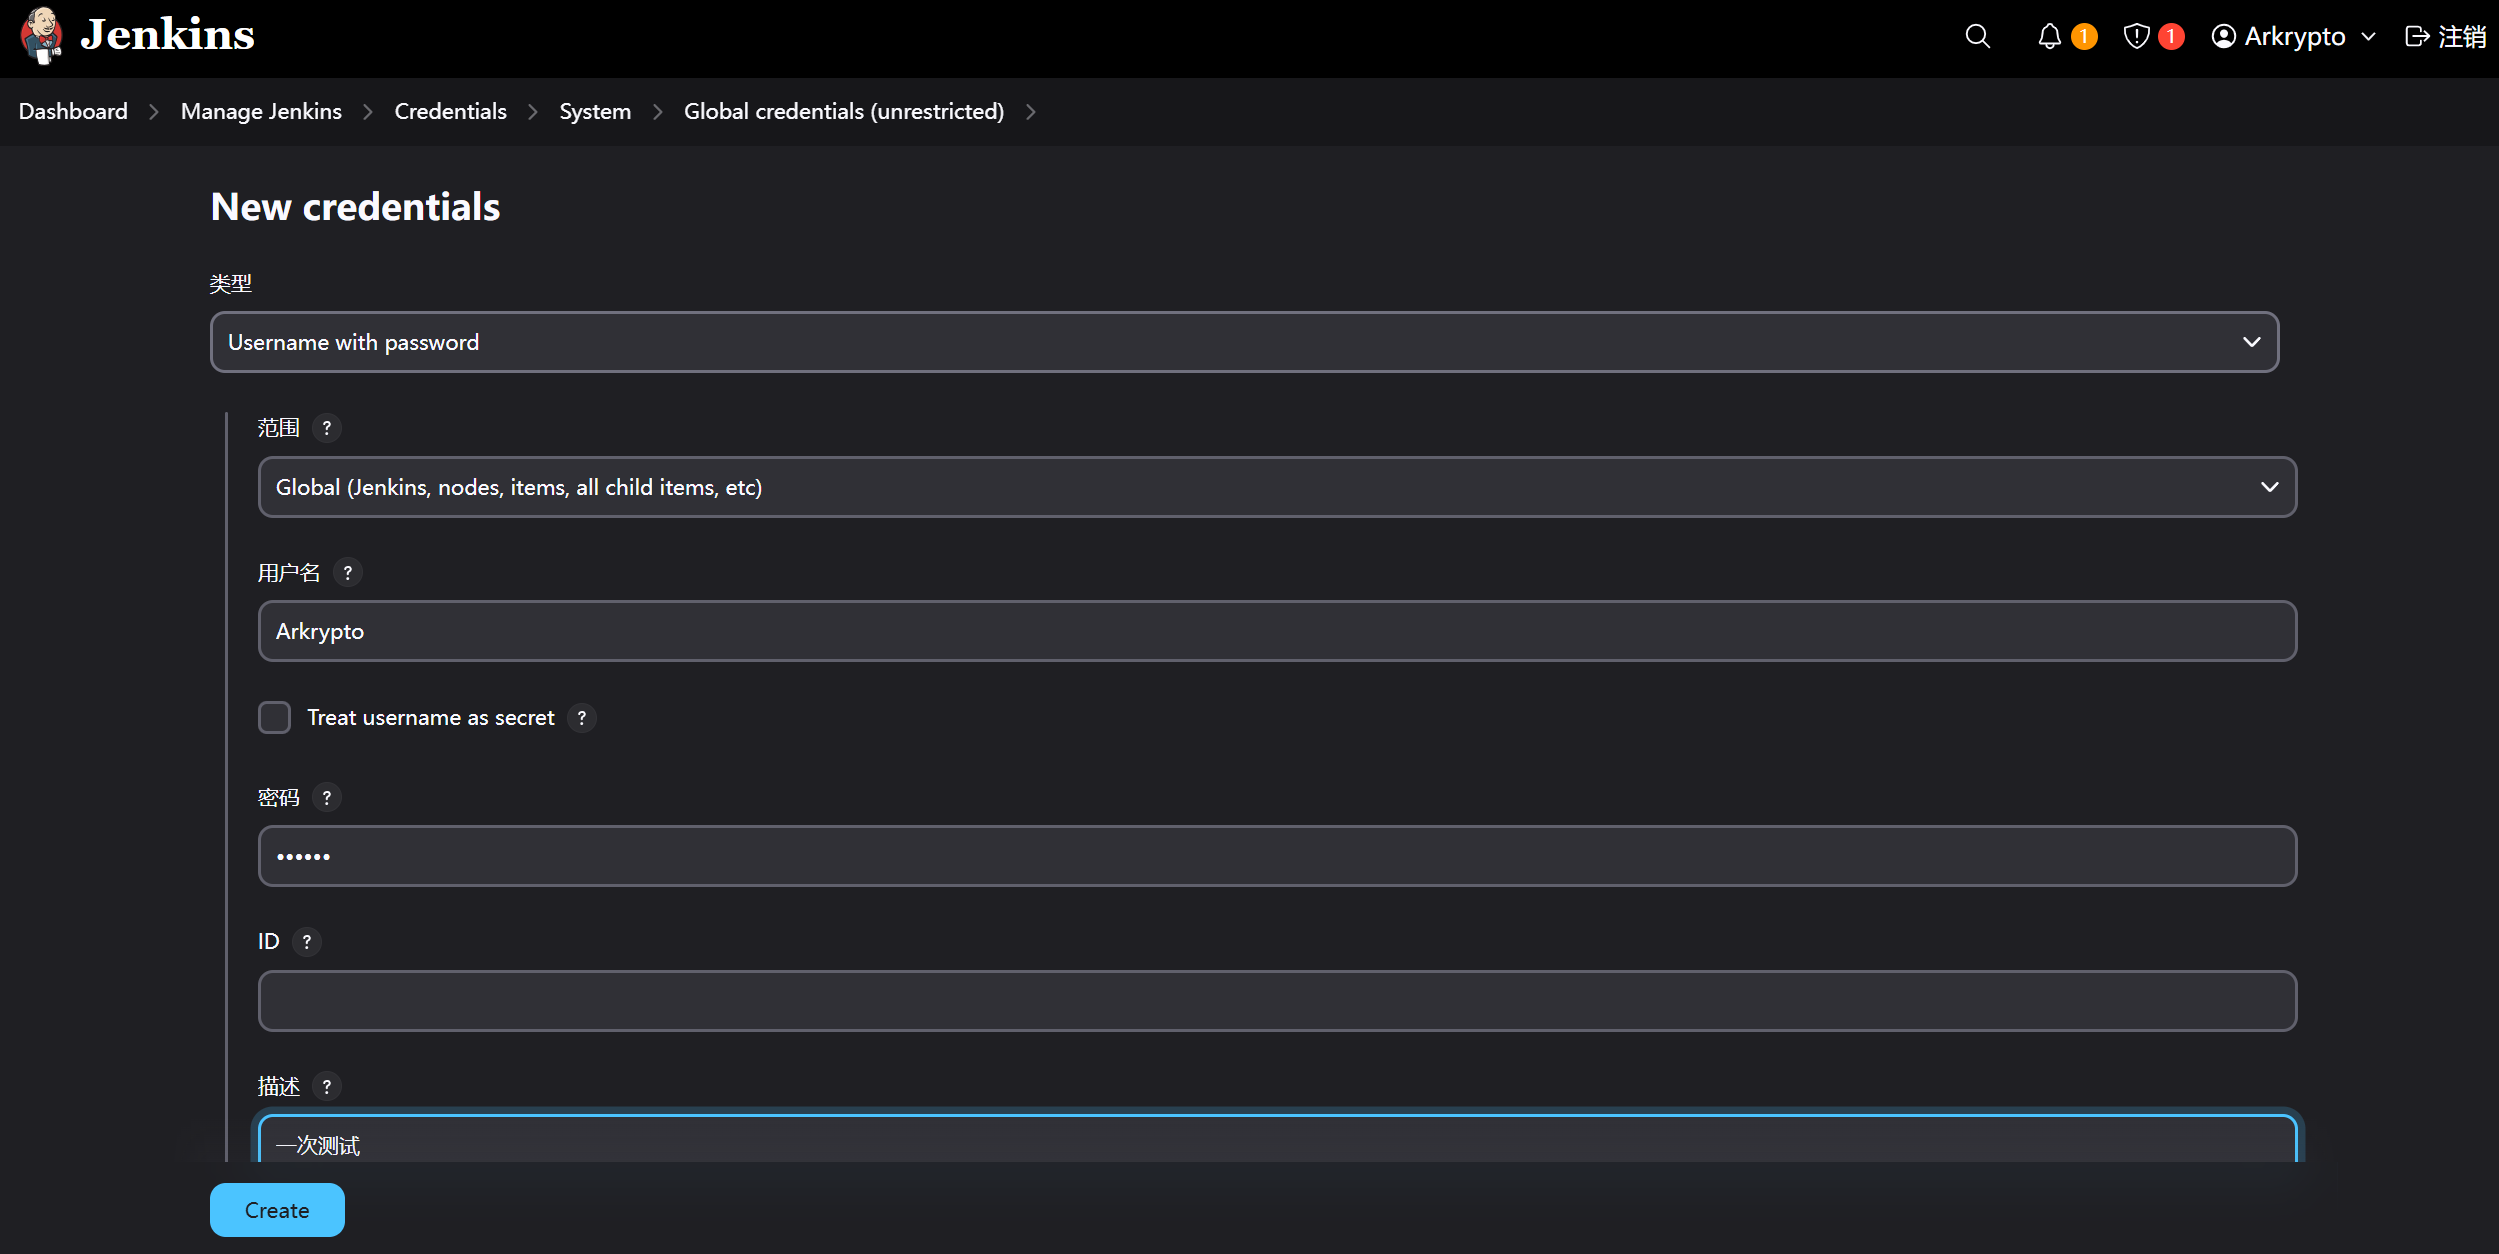 Jenkins
1 1 Arkrypto 注销
Dashboard Manage Jenkins Credentials System Global credentials (unrestricted)
New credentials
类型
Username with password
范围 ?
Global (Jenkins, nodes, items, all child items, etc)
用户名 ?
Arkrypto
Treat username as secret ?
密码 ?
••••••
ID ?
描述 ?
一次测试
Create